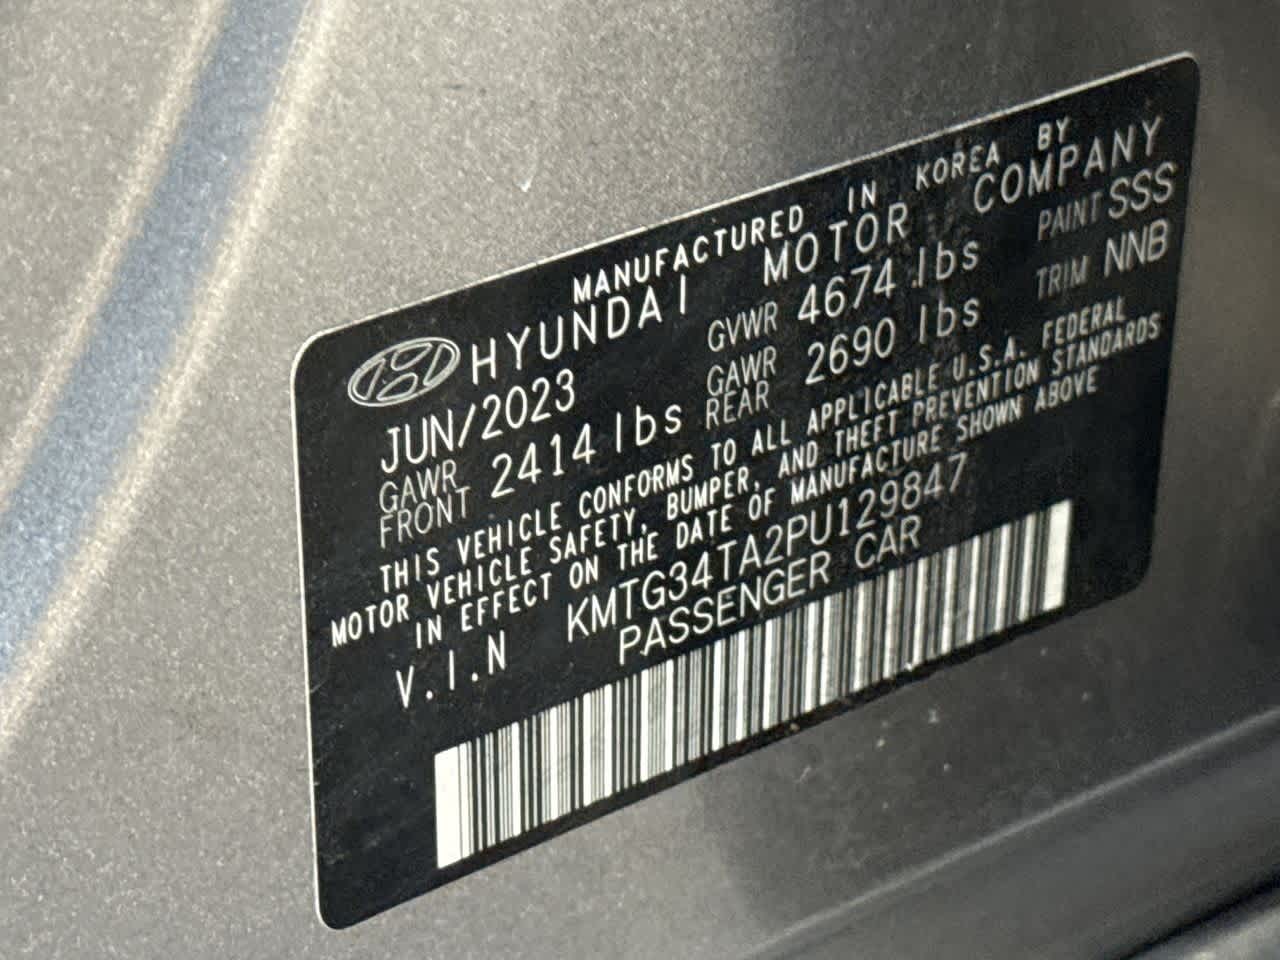 MANUFACTURED IN KOREA BY
HYUNDAI MOTOR COMPANY
JUN/2023 GVWR 4674 lbs PAINT SSS
GAWR FRONT 2414 lbs GAWR REAR 2690 lbs TRIM NNB
THIS VEHICLE CONFORMS TO ALL APPLICABLE U.S.A. FEDERAL
MOTOR VEHICLE SAFETY, BUMPER, AND THEFT PREVENTION STANDARDS
IN EFFECT ON THE DATE OF MANUFACTURE SHOWN ABOVE
V.I.N KMTG34TA2PU129847
PASSENGER CAR